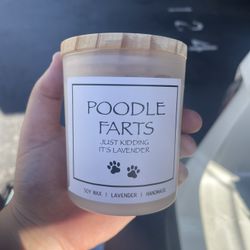 POODLE
FARTS
JUST KIDDING
IT'S LAVENDER
SOY WAX | LAVENDER | HANDMADE